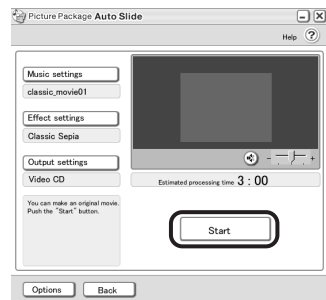 Picture Package Auto Slide
Help ?
Music settings
classic_movie01
Effect settings
Classic Sepia
Output settings
Video CD
- +
Estimated processing time 3 : 00
You can make an original movie.
Push the "Start" button.
Start
Options Back